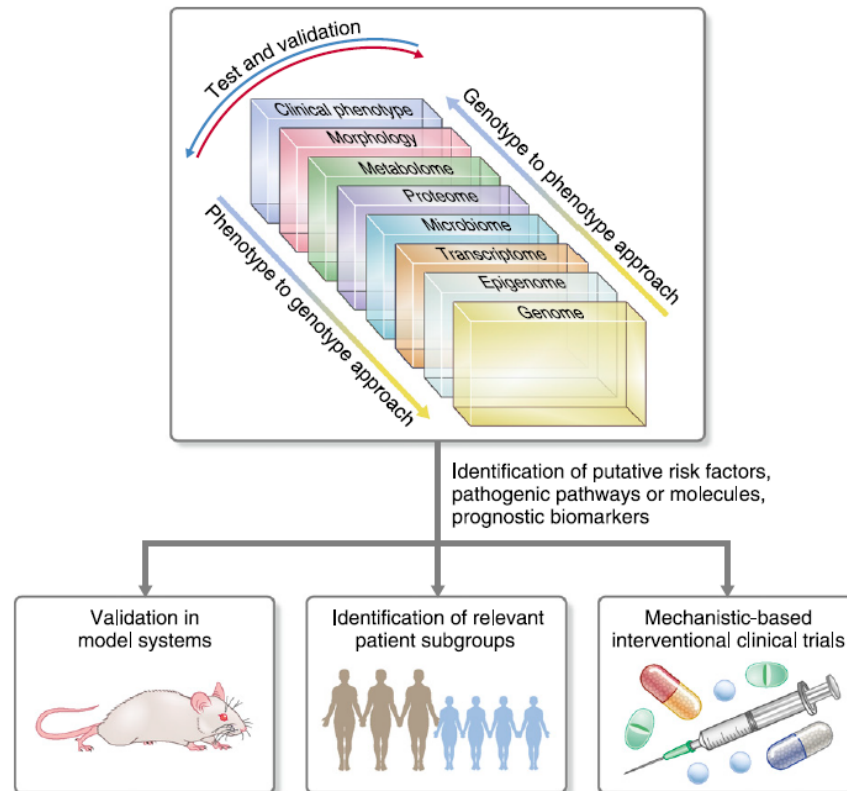 Test and validation
Genotype to phenotype approach
Clinical phenotype
Morphology
Metabolome
Proteome
Microbiome
Transcriptome
Epigenome
Genome
Phenotype to genotype approach
Identification of putative risk factors,
pathogenic pathways or molecules,
prognostic biomarkers
Validation in
model systems
Identification of relevant
patient subgroups
Mechanistic-based
interventional clinical trials